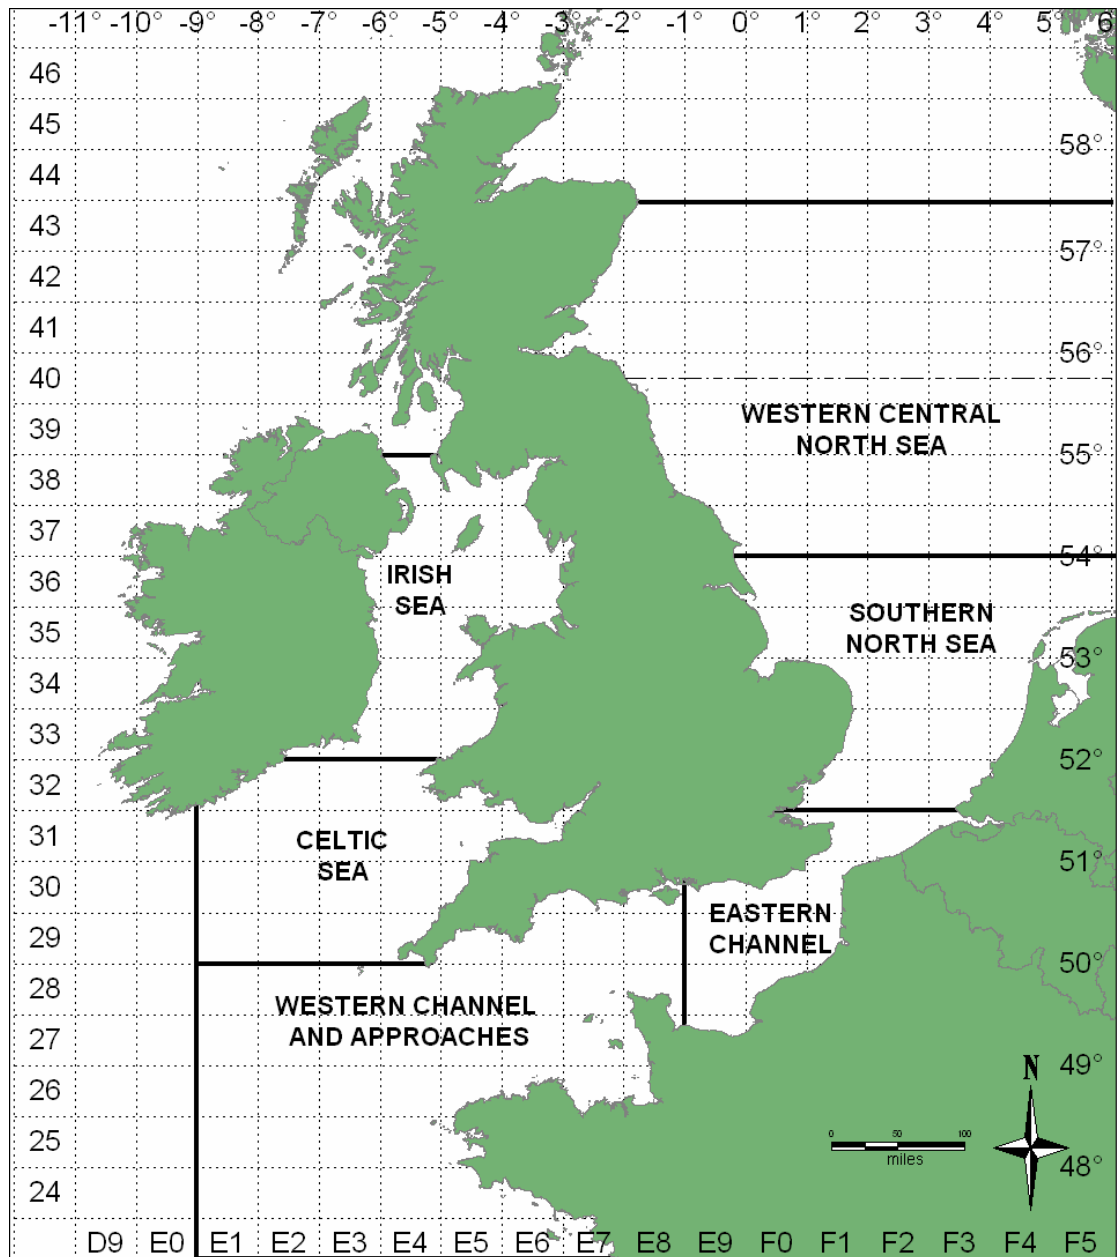 -11° -10° -9° -8° -7° -6° -5° -4° -3° -2° -1° 0° 1° 2° 3° 4° 5° 6°
46
45
58°
44
43
57°
42
41
56°
40
39
WESTERN CENTRAL
NORTH SEA
55°
38
37
54°
36
IRISH
SEA
35
SOUTHERN
NORTH SEA
53°
34
33
52°
32
31
CELTIC
SEA
51°
30
EASTERN
CHANNEL
29
50°
28
WESTERN CHANNEL
AND APPROACHES
27
49°
N
26
25
0 50 100
miles
48°
24
D9 E0 E1 E2 E3 E4 E5 E6 E7 E8 E9 F0 F1 F2 F3 F4 F5